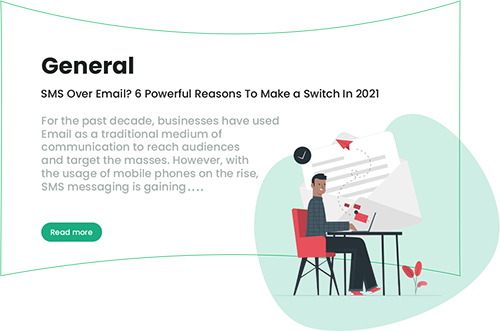 General
SMS Over Email? 6 Powerful Reasons To Make a Switch In 2021
For the past decade, businesses have used
Email as a traditional medium of
communication to reach audiences
and target the masses. However, with
the usage of mobile phones on the rise,
SMS messaging is gaining....
Read more